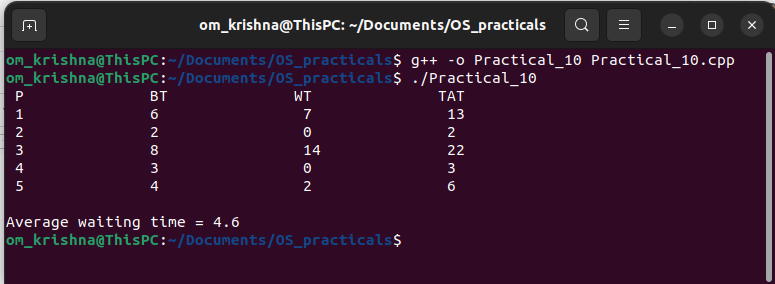 om_krishna@ThisPC: ~/Documents/OS_practicals
om_krishna@ThisPC:~/Documents/OS_practicals$ g++ -o Practical_10 Practical_10.cpp
om_krishna@ThisPC:~/Documents/OS_practicals$ ./Practical_10
P BT WT TAT
1 6 7 13
2 2 0 2
3 8 14 22
4 3 0 3
5 4 2 6
Average waiting time = 4.6
om_krishna@ThisPC:~/Documents/OS_practicals$